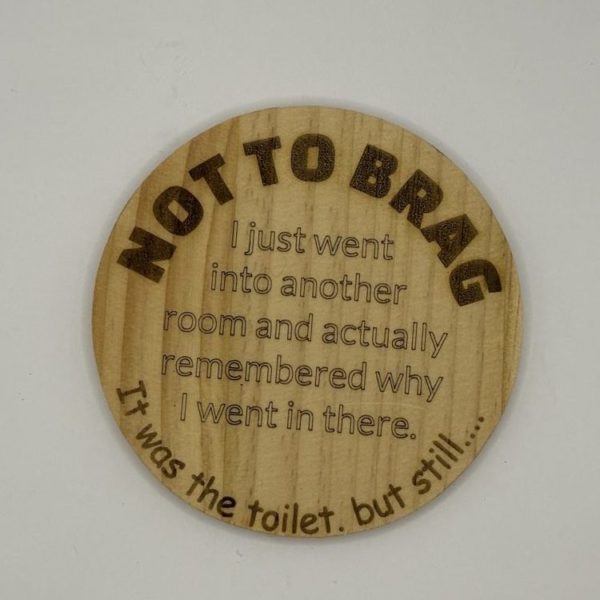 NOT TO BRAG
I just went
into another
room and actually
remembered why
I went in there.
It was the toilet. but still....